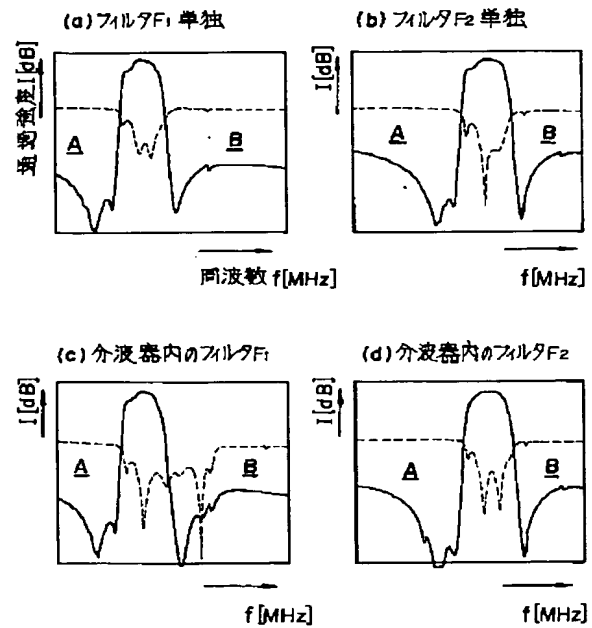 (a)フィルタF₁単独
(b)フィルタF₂単独
通過強度I[dB]
I[dB]
A
B
A
B
周波数 f[MHz]
f[MHz]
(c)分波器内のフィルタF₁
(d)分波器内のフィルタF₂
I[dB]
I[dB]
A
B
A
B
f[MHz]
f[MHz]